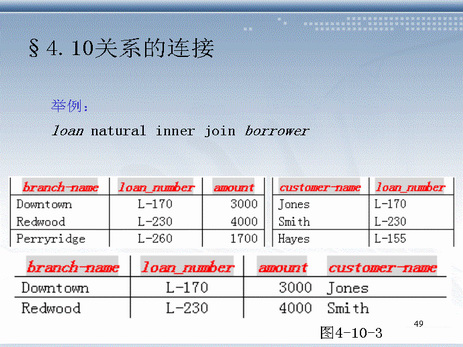 §4.10关系的连接
举例：
loan natural inner join borrower
branch-name loan_number amount customer-name loan_number
Downtown L-170 3000 Jones L-170
Redwood L-230 4000 Smith L-230
Perryridge L-260 1700 Hayes L-155
branch-name loan_number amount customer-name
Downtown L-170 3000 Jones
Redwood L-230 4000 Smith
图4-10-3
49